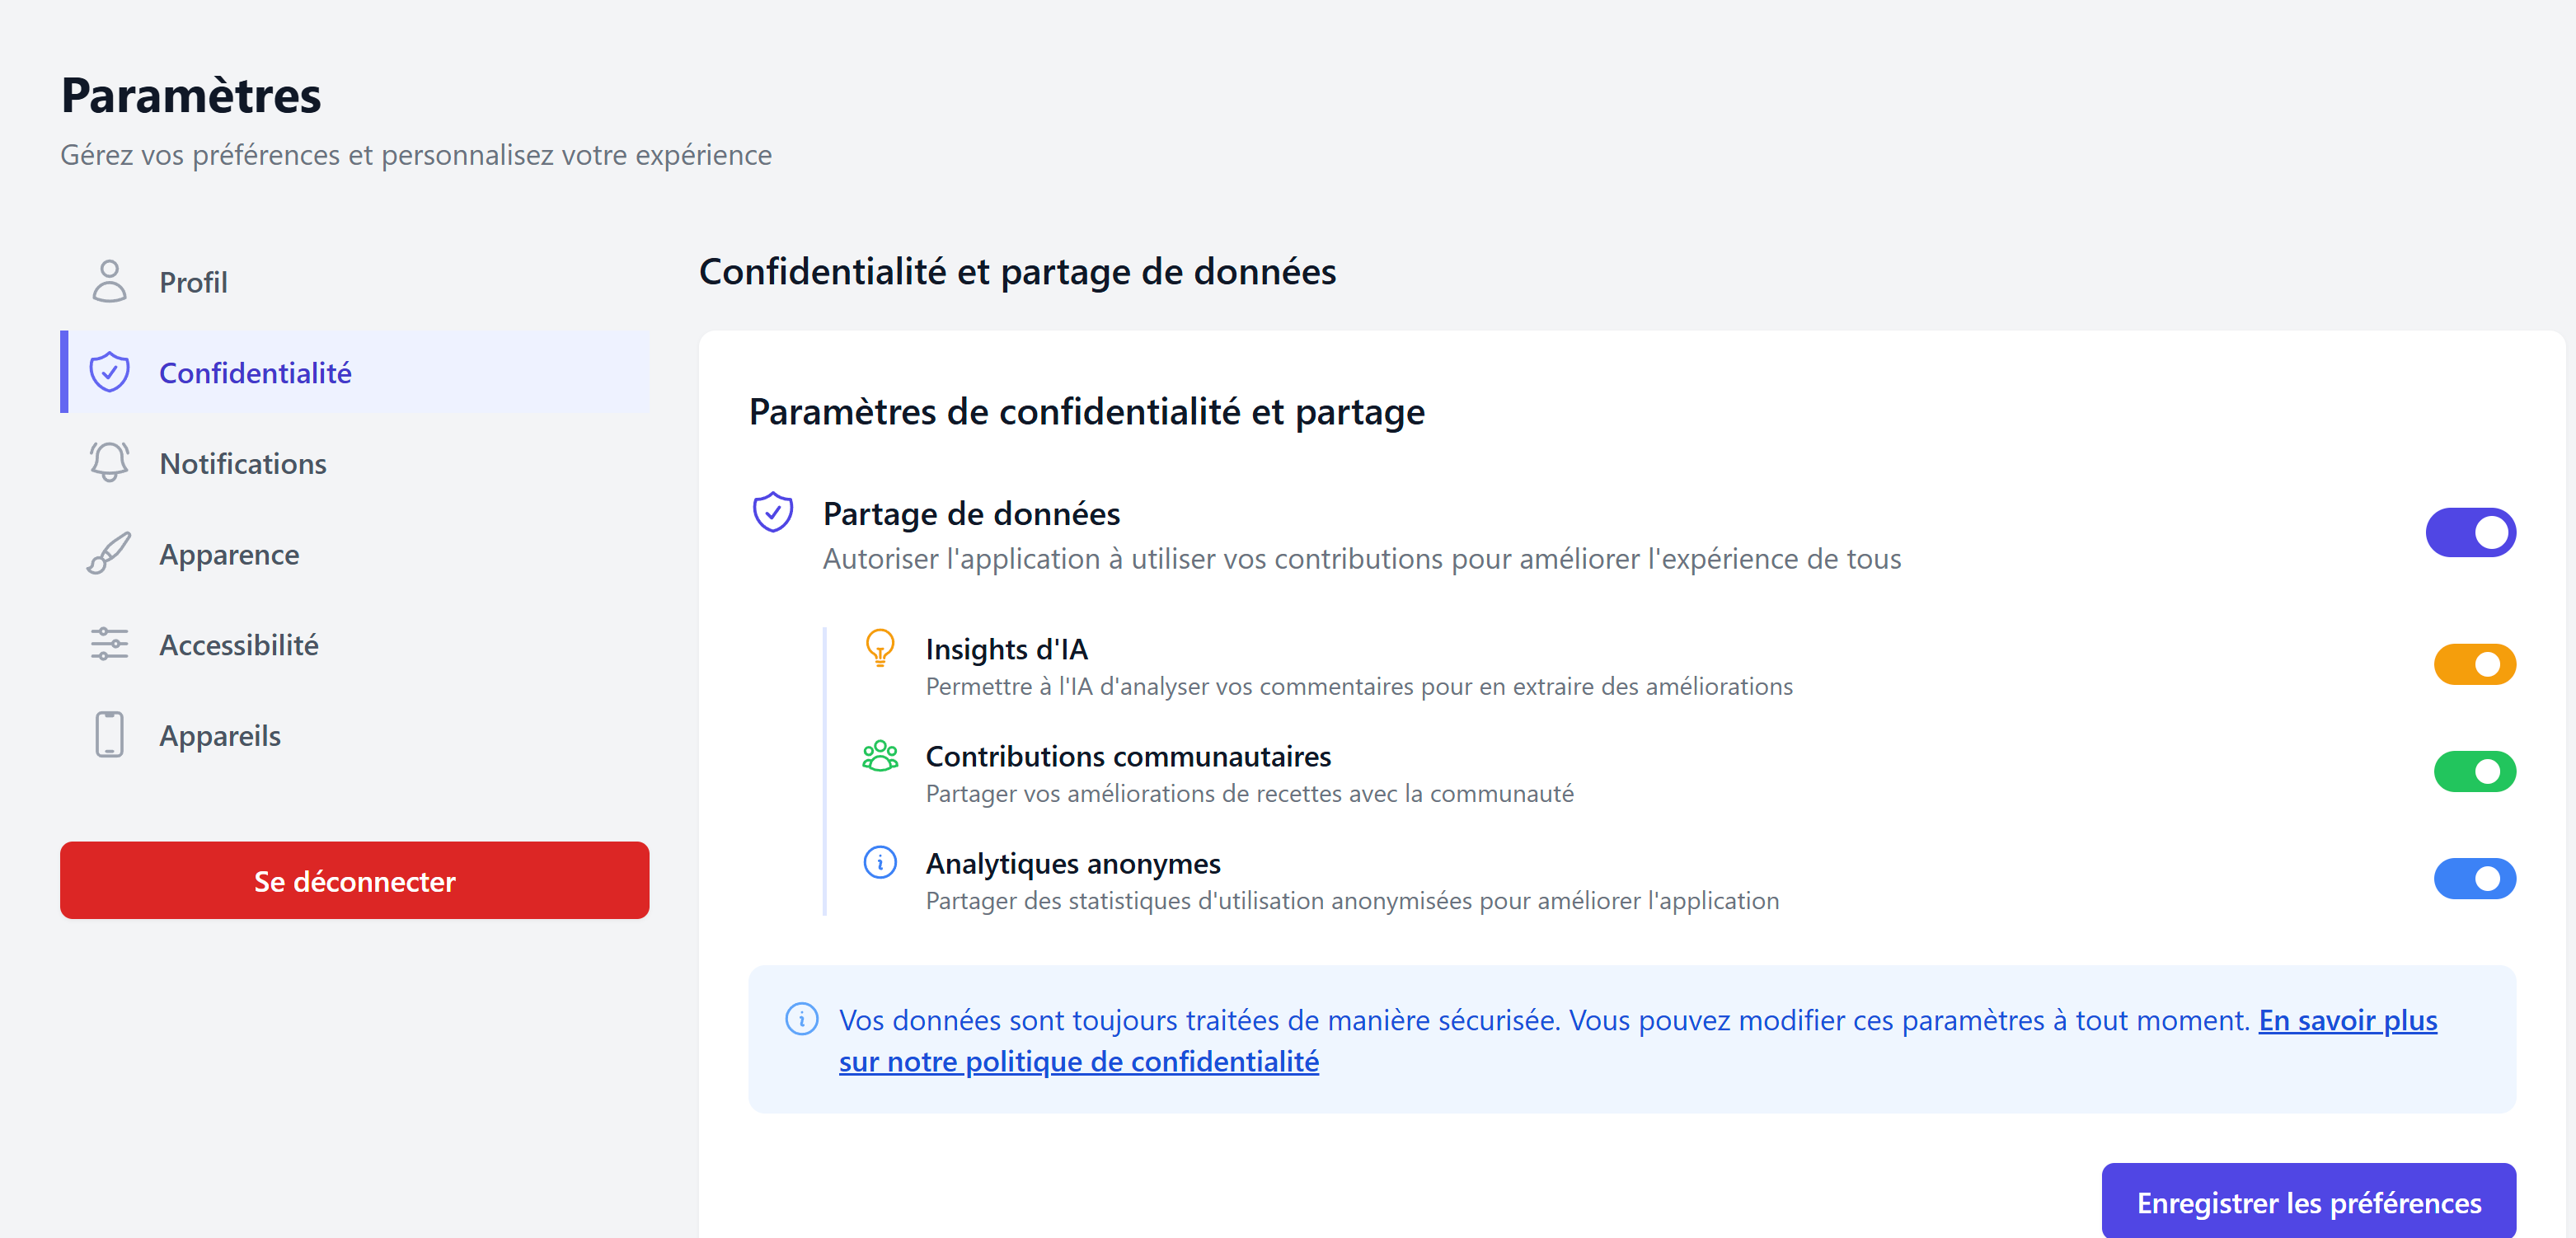 Paramètres
Gérez vos préférences et personnalisez votre expérience
Profil
Confidentialité
Notifications
Apparence
Accessibilité
Appareils
Se déconnecter
Confidentialité et partage de données
Paramètres de confidentialité et partage
Partage de données
Autoriser l'application à utiliser vos contributions pour améliorer l'expérience de tous
Insights d'IA
Permettre à l'IA d'analyser vos commentaires pour en extraire des améliorations
Contributions communautaires
Partager vos améliorations de recettes avec la communauté
Analytiques anonymes
Partager des statistiques d'utilisation anonymisées pour améliorer l'application
Vos données sont toujours traitées de manière sécurisée. Vous pouvez modifier ces paramètres à tout moment. En savoir plus
sur notre politique de confidentialité
Enregistrer les préférences